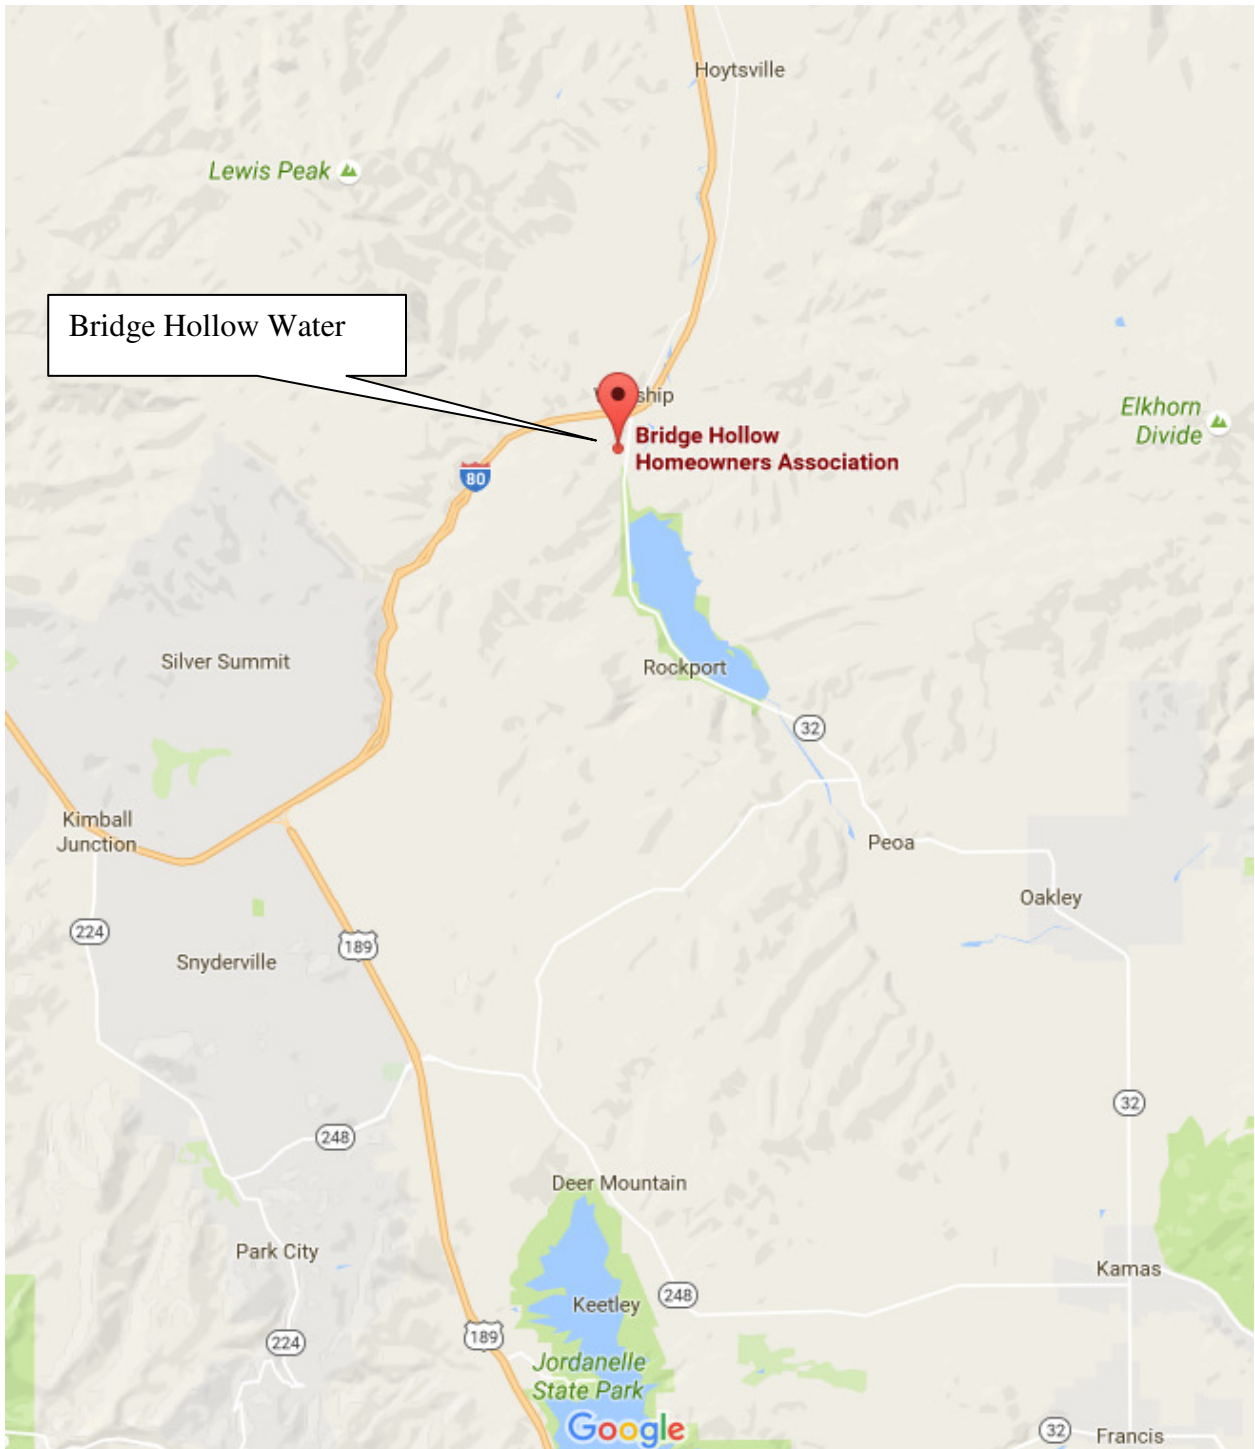 Hoytsville
Lewis Peak
Bridge Hollow Water
ship
Elkhorn
Divide
Bridge Hollow
Homeowners Association
80
Silver Summit
Rockport
32
Kimball
Junction
Peoa
Oakley
224
189
Snyderville
32
248
Deer Mountain
Park City
Kamas
248
Keetley
224
189
Jordanelle
State Park
Google
32
Francis